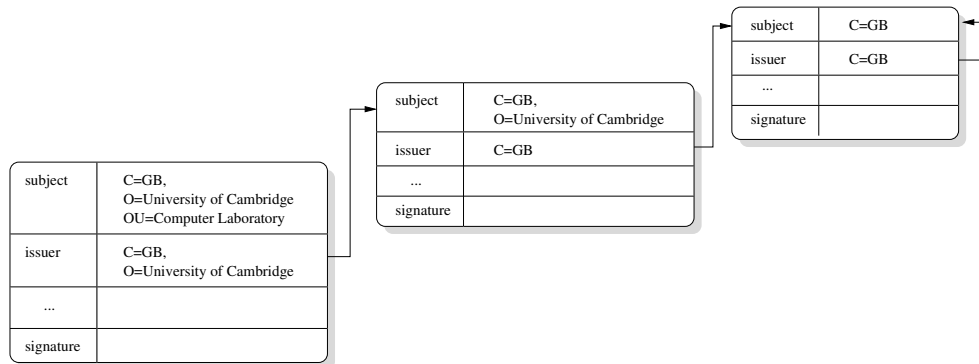 subject C=GB,
O=University of Cambridge
OU=Computer Laboratory
issuer C=GB,
O=University of Cambridge
...
signature
subject C=GB,
O=University of Cambridge
issuer C=GB
...
signature
subject C=GB
issuer C=GB
...
signature